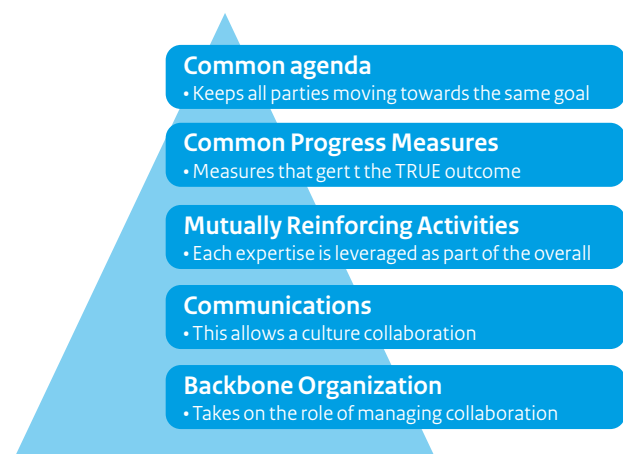 Common agenda
• Keeps all parties moving towards the same goal
Common Progress Measures
• Measures that gert t the TRUE outcome
Mutually Reinforcing Activities
• Each expertise is leveraged as part of the overall
Communications
• This allows a culture collaboration
Backbone Organization
• Takes on the role of managing collaboration